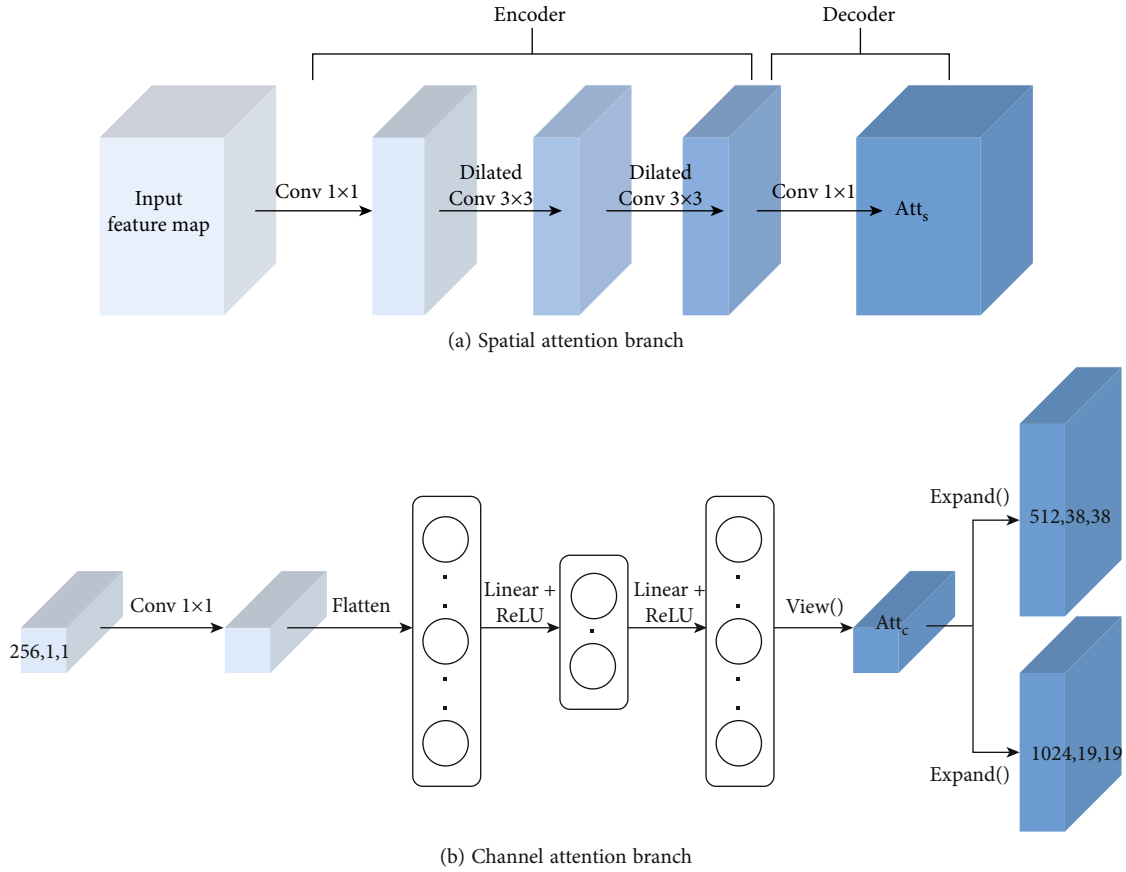 Encoder
Decoder
Input
feature map
Conv 1×1
Dilated
Conv 3×3
Dilated
Conv 3×3
Conv 1×1
Att_s
(a) Spatial attention branch
256,1,1
Conv 1×1
Flatten
Linear +
ReLU
Linear +
ReLU
View()
Att_c
Expand()
512,38,38
Expand()
1024,19,19
(b) Channel attention branch